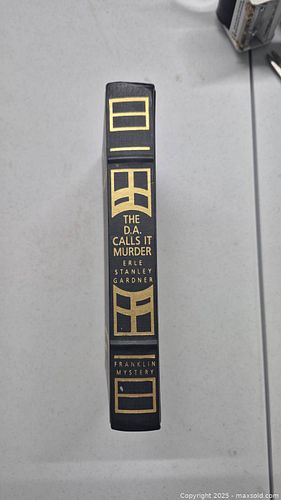 THE
D.A.
CALLS IT
MURDER
ERLE
STANLEY
GARDNER
FRANKLIN
MYSTERY
Copyright © 2025 - maxsold.com